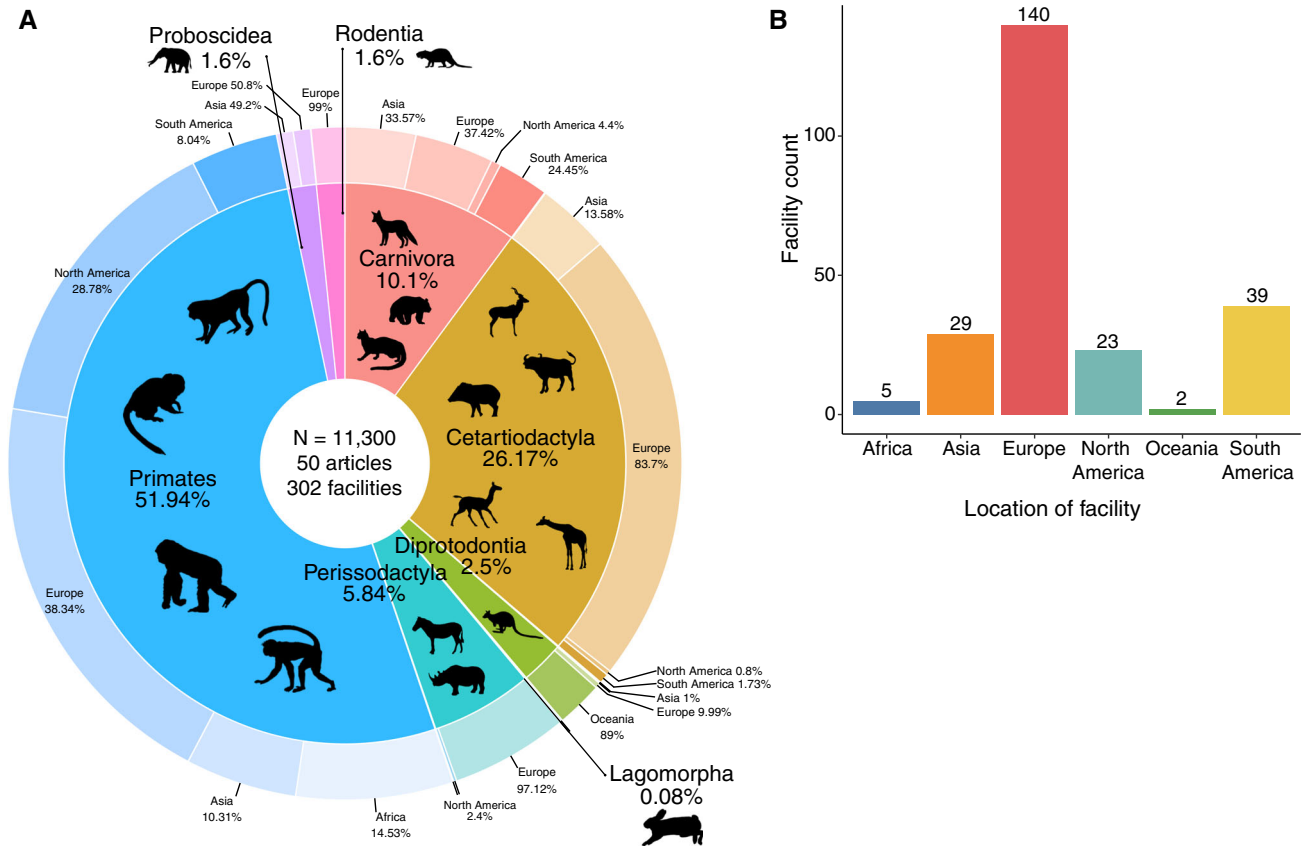 A
Proboscidea
1.6%
Rodentia
1.6%
Europe 50.8%
Asia 49.2%
South America
8.04%
Europe
99%
Asia
33.57%
Europe
37.42%
North America 4.4%
South America
24.45%
Asia
13.58%
Carnivora
10.1%
North America
28.78%
N = 11,300
50 articles
302 facilities
Cetartiodactyla
26.17%
Europe
83.7%
Primates
51.94%
Diprotodontia
2.5%
Perissodactyla
5.84%
Europe
38.34%
North America 0.8%
South America 1.73%
Asia 1%
Europe 9.99%
Oceania
89%
Europe
97.12%
Lagomorpha
0.08%
North America
2.4%
Asia
10.31%
Africa
14.53%
B
Facility count
100
50
0
5
29
140
23
2
39
Africa
Asia
Europe
North
America
Oceania
South
America
Location of facility